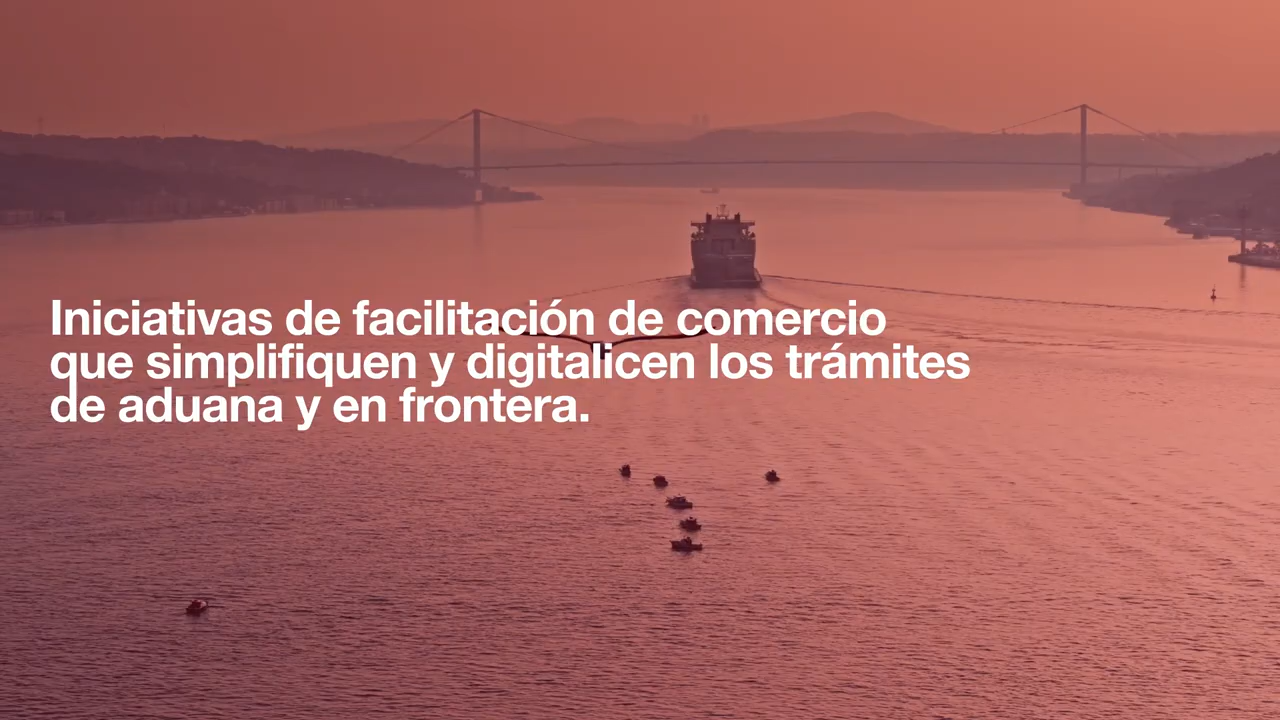 Iniciativas de facilitación de comercio
que simplifiquen y digitalicen los trámites
de aduana y en frontera.